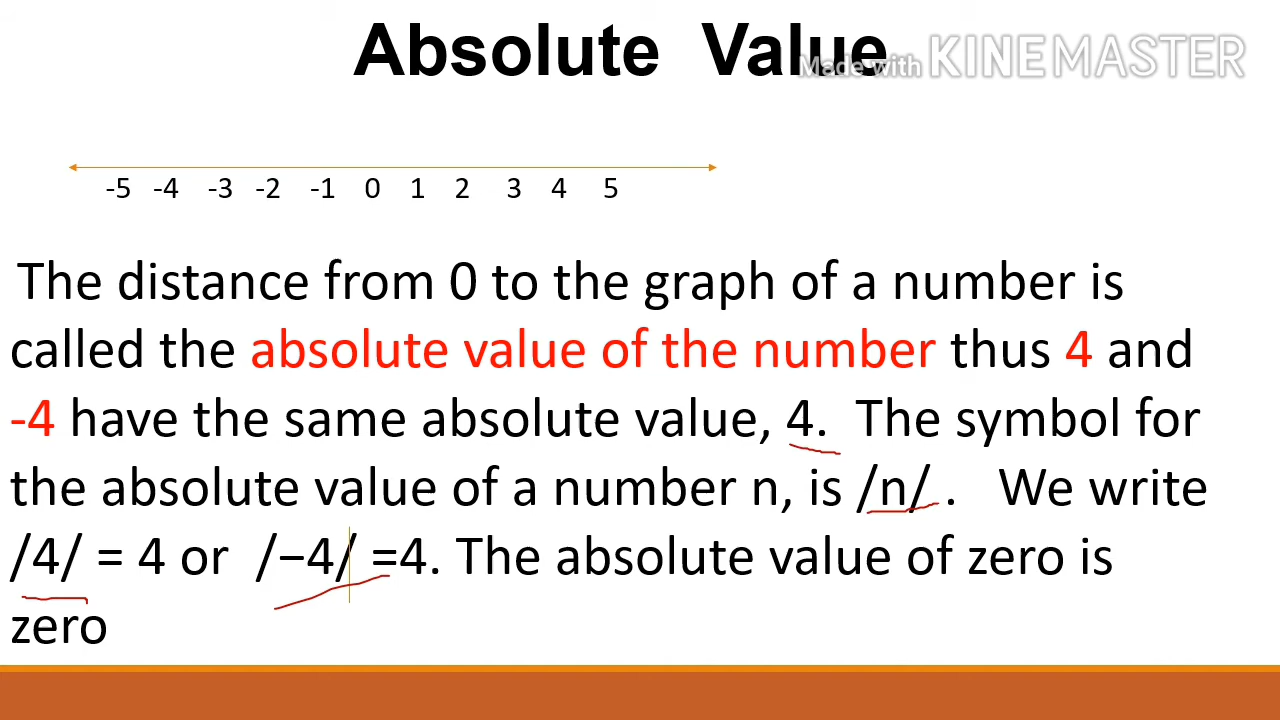 Absolute Value
Made with KINEMASTER
-5 -4 -3 -2 -1 0 1 2 3 4 5
The distance from 0 to the graph of a number is
called the absolute value of the number thus 4 and
-4 have the same absolute value, 4. The symbol for
the absolute value of a number n, is /n/ . We write
/4/ = 4 or /−4/ =4. The absolute value of zero is
zero